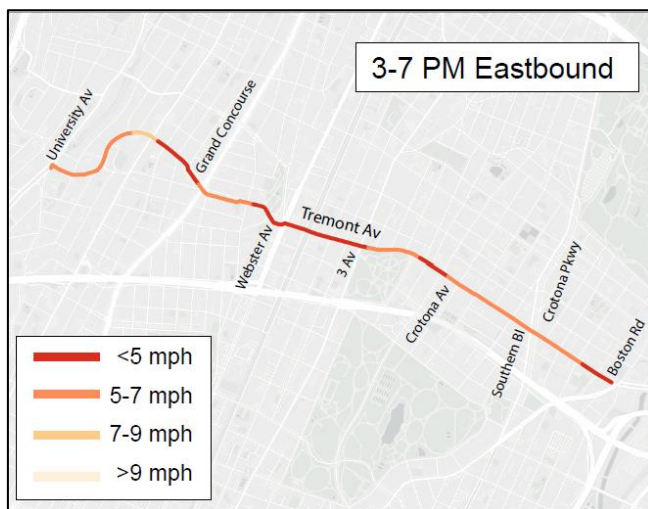 3-7 PM Eastbound
University Av
Grand Concourse
Webster Av
Tremont Av
3 Av
Crotona Av
Southern Bl
Crotona Pkwy
Boston Rd
<5 mph
5-7 mph
7-9 mph
>9 mph